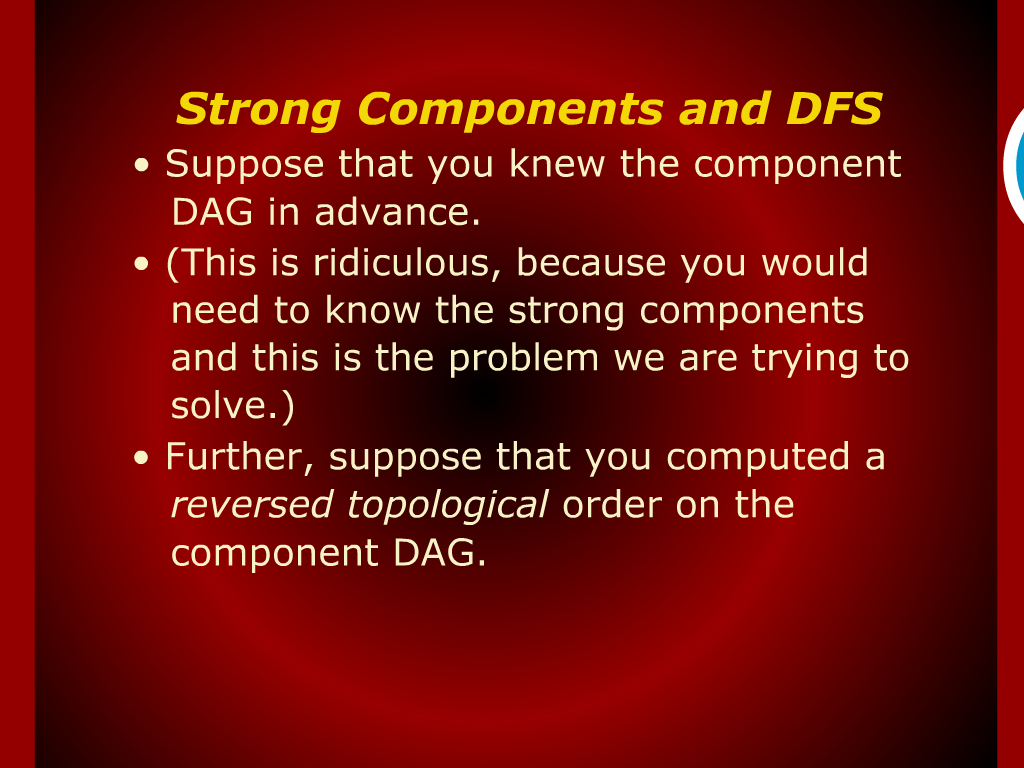 Strong Components and DFS
• Suppose that you knew the component
DAG in advance.
• (This is ridiculous, because you would
need to know the strong components
and this is the problem we are trying to
solve.)
• Further, suppose that you computed a
reversed topological order on the
component DAG.